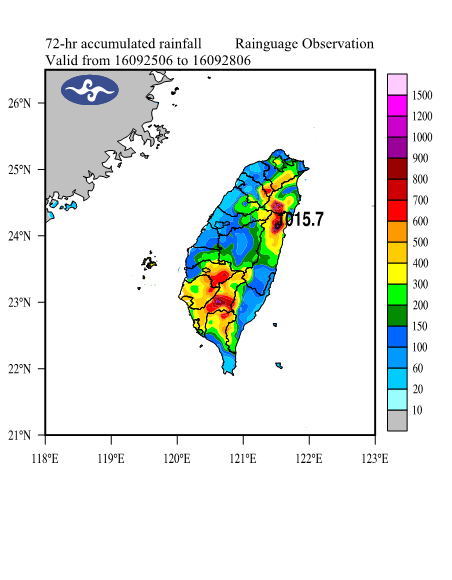 72-hr accumulated rainfall Rainguage Observation
Valid from 16092506 to 16092806
26°N
25°N
24°N
23°N
22°N
21°N
118°E 119°E 120°E 121°E 122°E 123°E
1015.7
1500
1200
1000
900
800
700
600
500
400
300
200
150
100
60
20
10